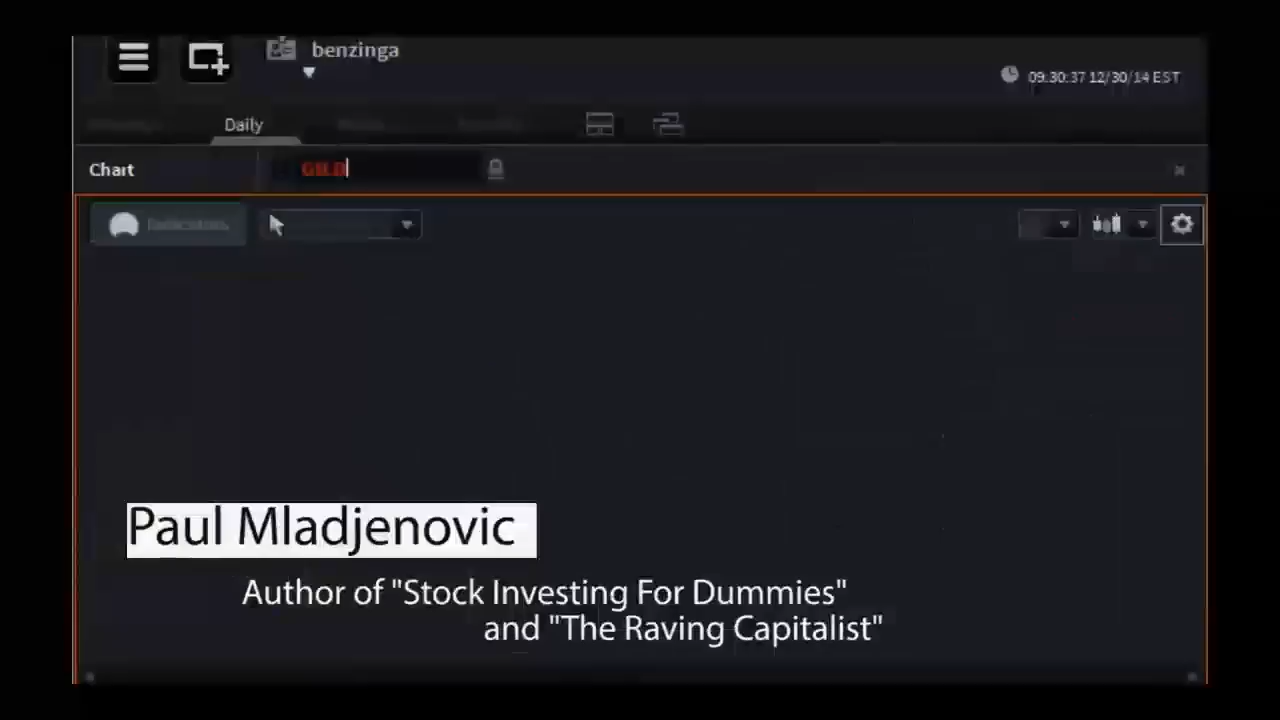 benzinga
09:30:37 12/30/14 EST
Daily
Chart
GILD
Paul Mladjenovic
Author of "Stock Investing For Dummies"
and "The Raving Capitalist"